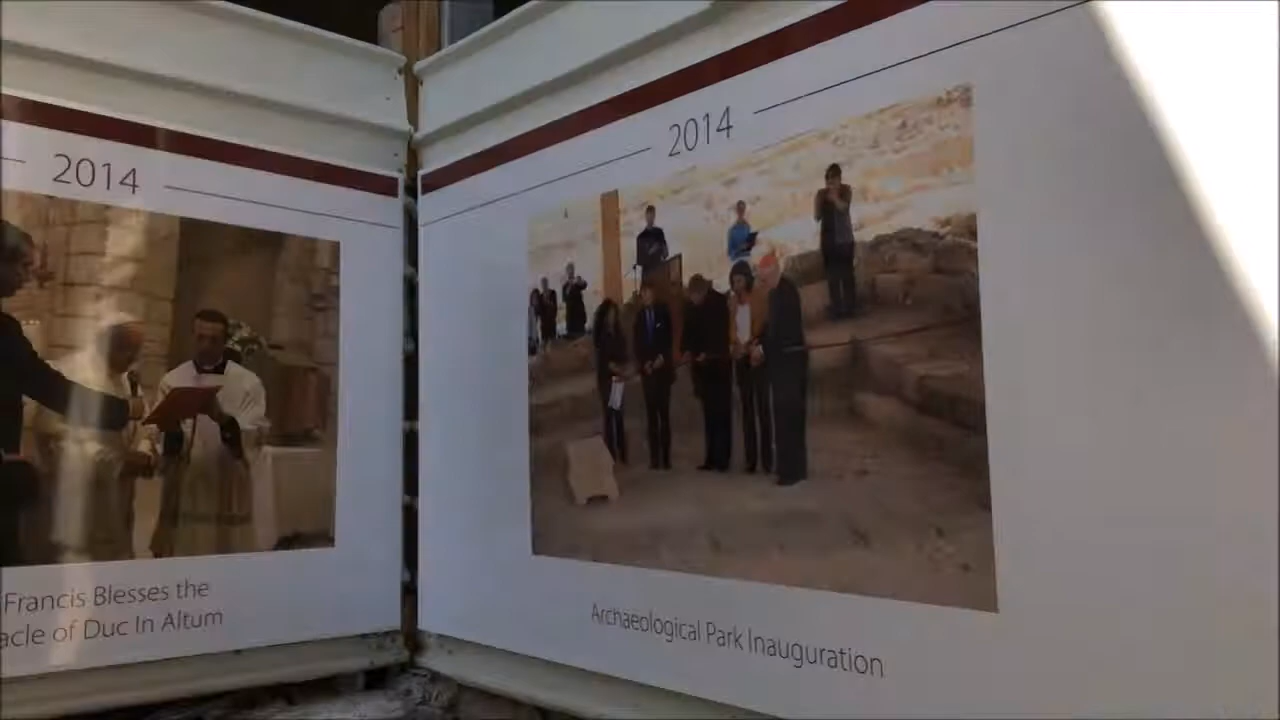 2014
Francis Blesses the
acle of Duc In Altum
2014
Archaeological Park Inauguration